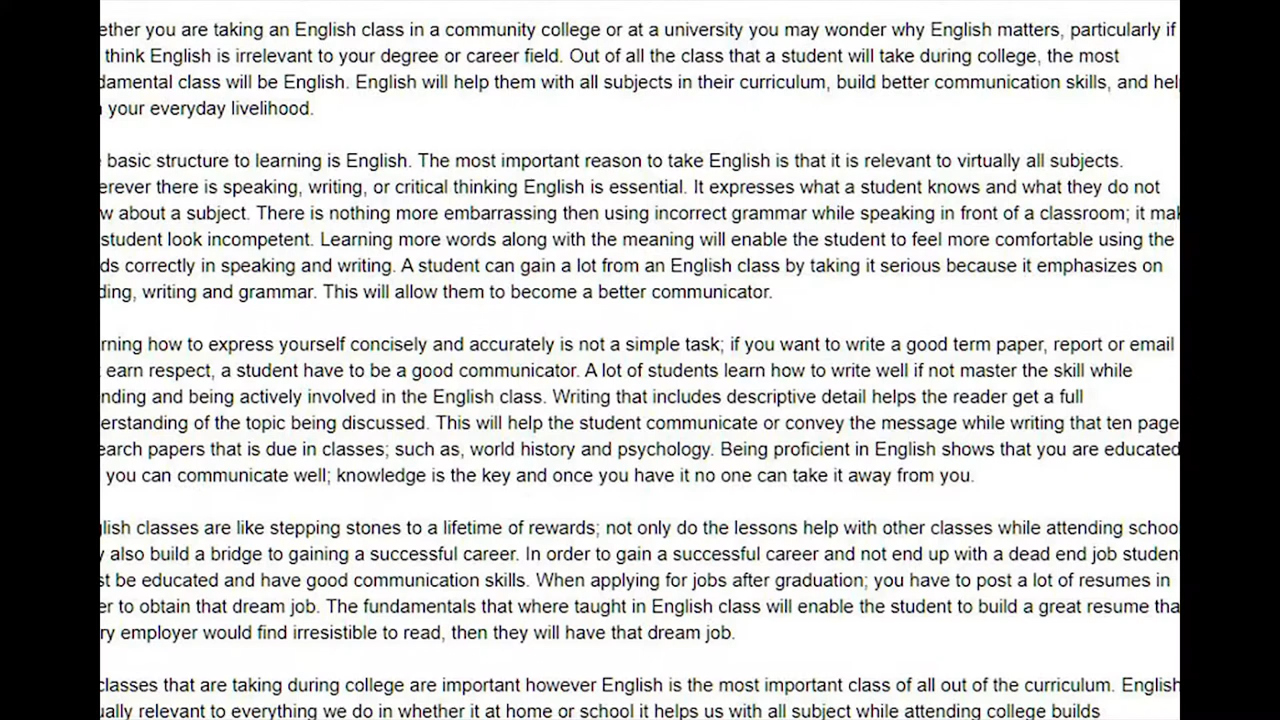 ether you are taking an English class in a community college or at a university you may wonder why English matters, particularly if
think English is irrelevant to your degree or career field. Out of all the class that a student will take during college, the most
damental class will be English. English will help them with all subjects in their curriculum, build better communication skills, and help
your everyday livelihood.
basic structure to learning is English. The most important reason to take English is that it is relevant to virtually all subjects.
erever there is speaking, writing, or critical thinking English is essential. It expresses what a student knows and what they do not
w about a subject. There is nothing more embarrassing then using incorrect grammar while speaking in front of a classroom; it mak
student look incompetent. Learning more words along with the meaning will enable the student to feel more comfortable using the
ds correctly in speaking and writing. A student can gain a lot from an English class by taking it serious because it emphasizes on
ding, writing and grammar. This will allow them to become a better communicator.
rning how to express yourself concisely and accurately is not a simple task; if you want to write a good term paper, report or email
earn respect, a student have to be a good communicator. A lot of students learn how to write well if not master the skill while
nding and being actively involved in the English class. Writing that includes descriptive detail helps the reader get a full
erstanding of the topic being discussed. This will help the student communicate or convey the message while writing that ten page
earch papers that is due in classes; such as, world history and psychology. Being proficient in English shows that you are educated
you can communicate well; knowledge is the key and once you have it no one can take it away from you.
glish classes are like stepping stones to a lifetime of rewards; not only do the lessons help with other classes while attending school
y also build a bridge to gaining a successful career. In order to gain a successful career and not end up with a dead end job studen
st be educated and have good communication skills. When applying for jobs after graduation; you have to post a lot of resumes in
er to obtain that dream job. The fundamentals that where taught in English class will enable the student to build a great resume tha
ry employer would find irresistible to read, then they will have that dream job.
classes that are taking during college are important however English is the most important class of all out of the curriculum. English
ually relevant to everything we do in whether it at home or school it helps us with all subject while attending college builds